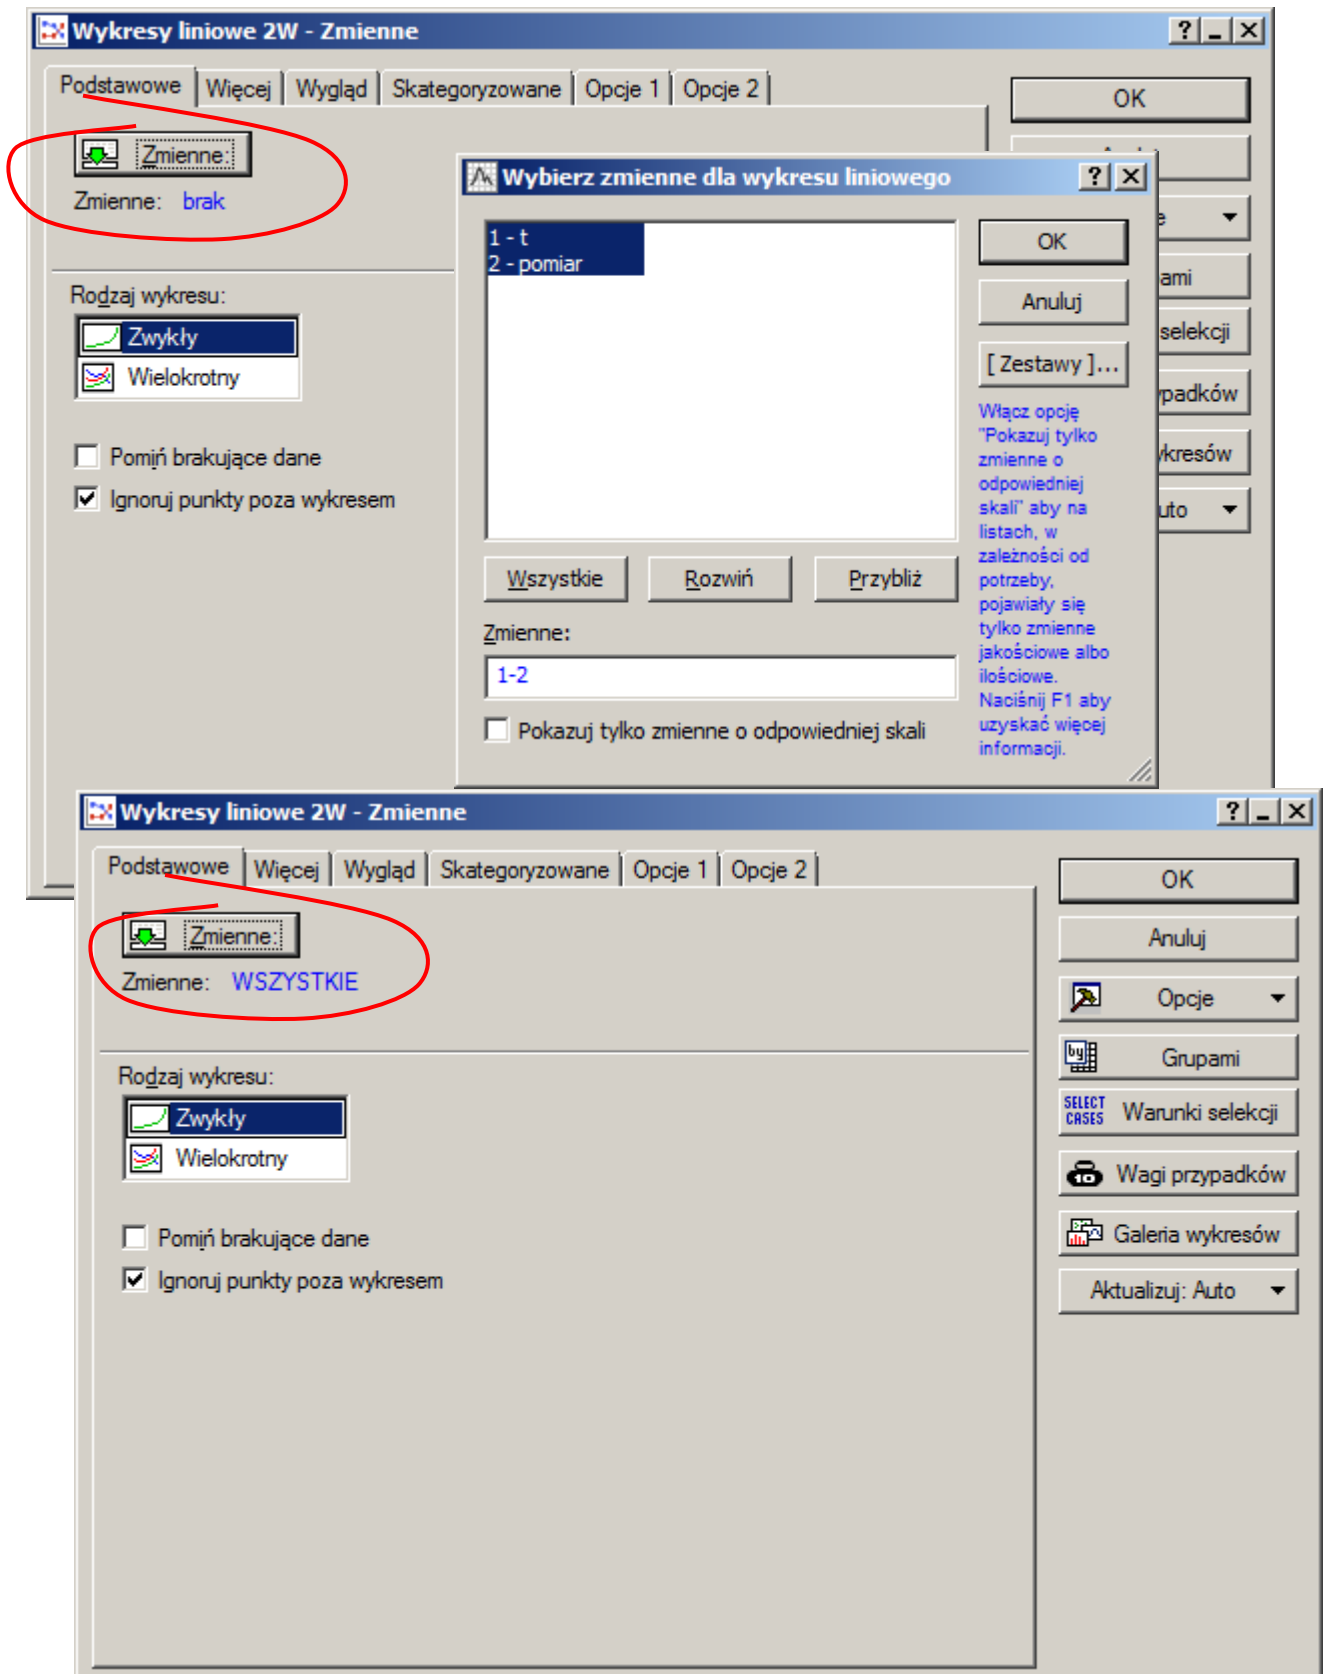 Wykresy liniowe 2W - Zmienne
Podstawowe Więcej Wygląd Skategoryzowane Opcje 1 Opcje 2
OK
Zmienne:
Zmienne: brak
Rodzaj wykresu:
Zwykły
Wielokrotny
Pomiń brakujące dane
Ignoruj punkty poza wykresem
ami
selekcji
ypadków
ykresów
uto
Wybierz zmienne dla wykresu liniowego
1 - t
2 - pomiar
OK
Anuluj
[ Zestawy ]...
Włącz opcję
"Pokazuj tylko
zmienne o
odpowiedniej
skali" aby na
listach, w
zależności od
potrzeby,
pojawiały się
tylko zmienne
jakościowe albo
ilościowe.
Naciśnij F1 aby
uzyskać więcej
informacji.
Wszystkie Rozwiń Przybliż
Zmienne:
1-2
Pokazuj tylko zmienne o odpowiedniej skali
Wykresy liniowe 2W - Zmienne
Podstawowe Więcej Wygląd Skategoryzowane Opcje 1 Opcje 2
Zmienne:
Zmienne: WSZYSTKIE
Rodzaj wykresu:
Zwykły
Wielokrotny
Pomiń brakujące dane
Ignoruj punkty poza wykresem
OK
Anuluj
Opcje
by Grupami
SELECT CASES Warunki selekcji
10 Wagi przypadków
Galeria wykresów
Aktualizuj: Auto